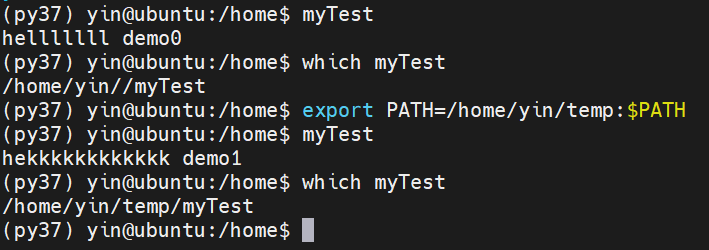 (py37) yin@ubuntu:/home$ myTest
helllllll demo0
(py37) yin@ubuntu:/home$ which myTest
/home/yin//myTest
(py37) yin@ubuntu:/home$ export PATH=/home/yin/temp:$PATH
(py37) yin@ubuntu:/home$ myTest
hekkkkkkkkkkkk demo1
(py37) yin@ubuntu:/home$ which myTest
/home/yin/temp/myTest
(py37) yin@ubuntu:/home$